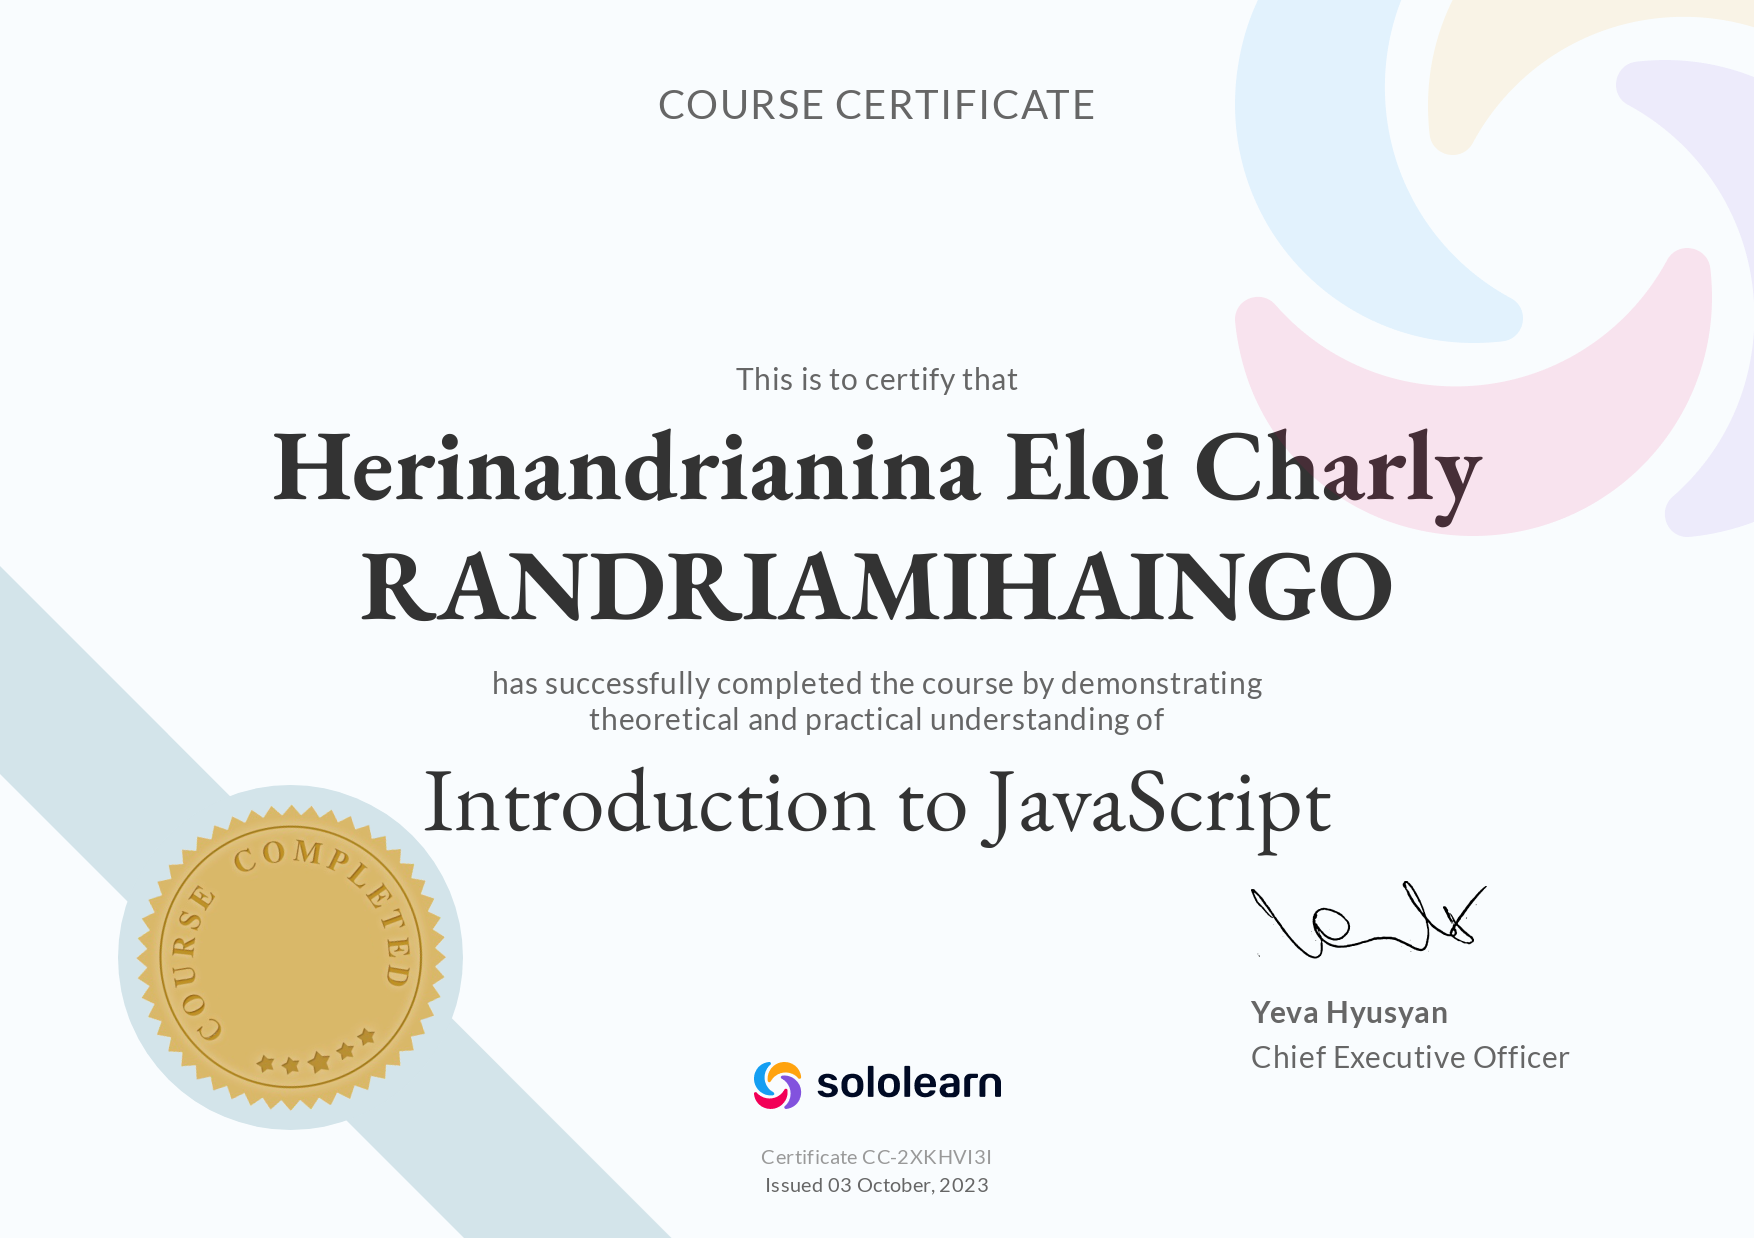 COURSE CERTIFICATE
This is to certify that
Herinandrianina Eloi Charly
RANDRIAMIHAINGO
has successfully completed the course by demonstrating
theoretical and practical understanding of
Introduction to JavaScript
COURSE COMPLETED
Yeva Hyusyan
Chief Executive Officer
sololearn
Certificate CC-2XKHVI3I
Issued 03 October, 2023